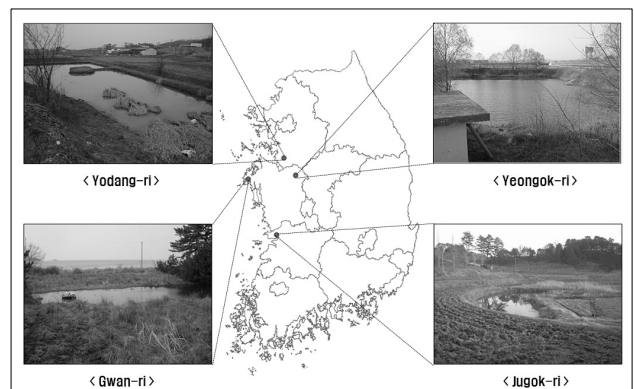 < Yodang-ri >
< Yeongok-ri >
< Gwan-ri >
< Jugok-ri >